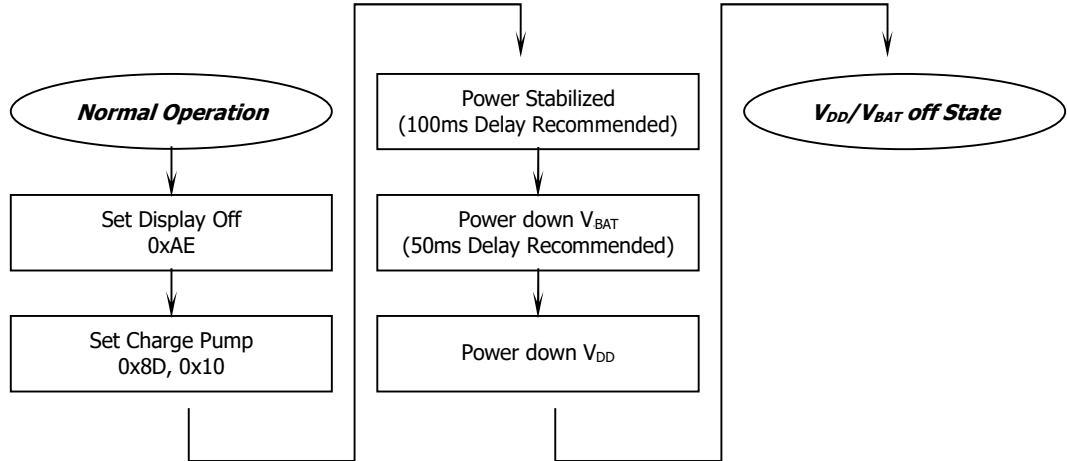 Normal Operation
Set Display Off
0xAE
Set Charge Pump
0x8D, 0x10
Power Stabilized
(100ms Delay Recommended)
Power down VBAT
(50ms Delay Recommended)
Power down VDD
VDD/VBAT off State